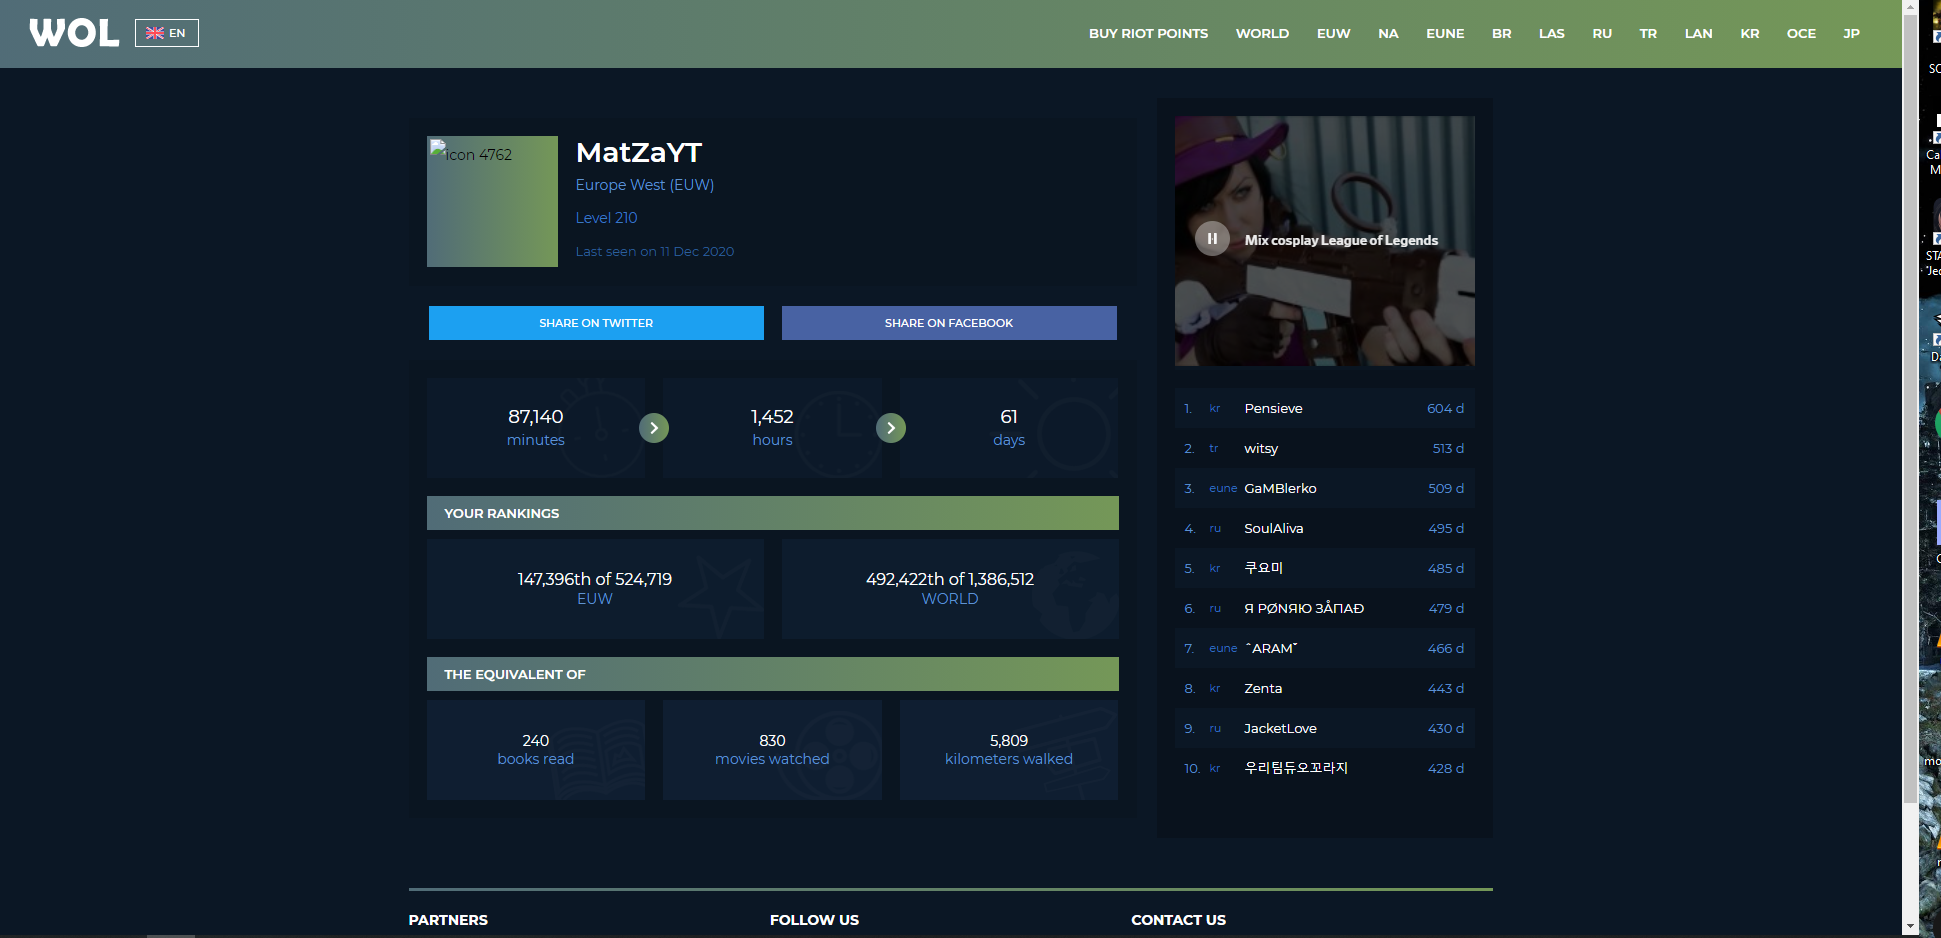 WOL
EN
BUY RIOT POINTS WORLD EUW NA EUNE BR LAS RU TR LAN KR OCE JP
icon 4762
MatZaYT
Europe West (EUW)
Level 210
Last seen on 11 Dec 2020
SHARE ON TWITTER
SHARE ON FACEBOOK
87,140
minutes
1,452
hours
61
days
YOUR RANKINGS
147,396th of 524,719
EUW
492,422th of 1,386,512
WORLD
THE EQUIVALENT OF
240
books read
830
movies watched
5,809
kilometers walked
Mix cosplay League of Legends
1. kr Pensieve 604 d
2. tr witsy 513 d
3. eune GaMBlerko 509 d
4. ru SoulAliva 495 d
5. kr 쿠요미 485 d
6. ru Я PØNЯЮ ЗÅПАÐ 479 d
7. eune ˆARAMˇ 466 d
8. kr Zenta 443 d
9. ru JacketLove 430 d
10. kr 우리팀듀오꼬라지 428 d
PARTNERS
FOLLOW US
CONTACT US